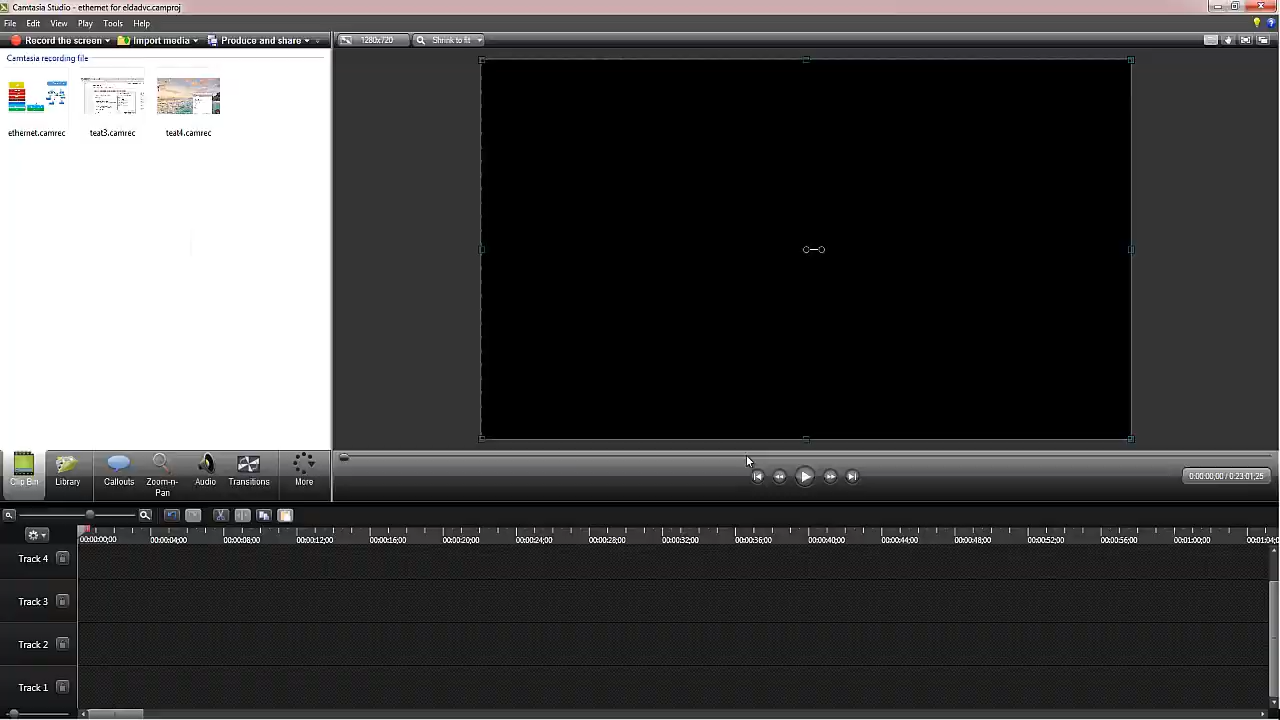 Camtasia Studio - ethernet for eldadvc.camproj
File Edit View Play Tools Help
Record the screen Import media Produce and share 1280x720 Shrink to fit
Camtasia recording file
ethernet.camrec teat3.camrec teat4.camrec
Clip Bin Library Callouts Zoom-n-Pan Audio Transitions More
0:00:00;00 / 0:23:01;25
00:00:00;00 00:00:04;00 00:00:08;00 00:00:12;00 00:00:16;00 00:00:20;00 00:00:24;00 00:00:28;00 00:00:32;00 00:00:36;00 00:00:40;00 00:00:44;00 00:00:48;00 00:00:52;00 00:00:56;00 00:01:00;00 00:01:04;0
Track 4
Track 3
Track 2
Track 1